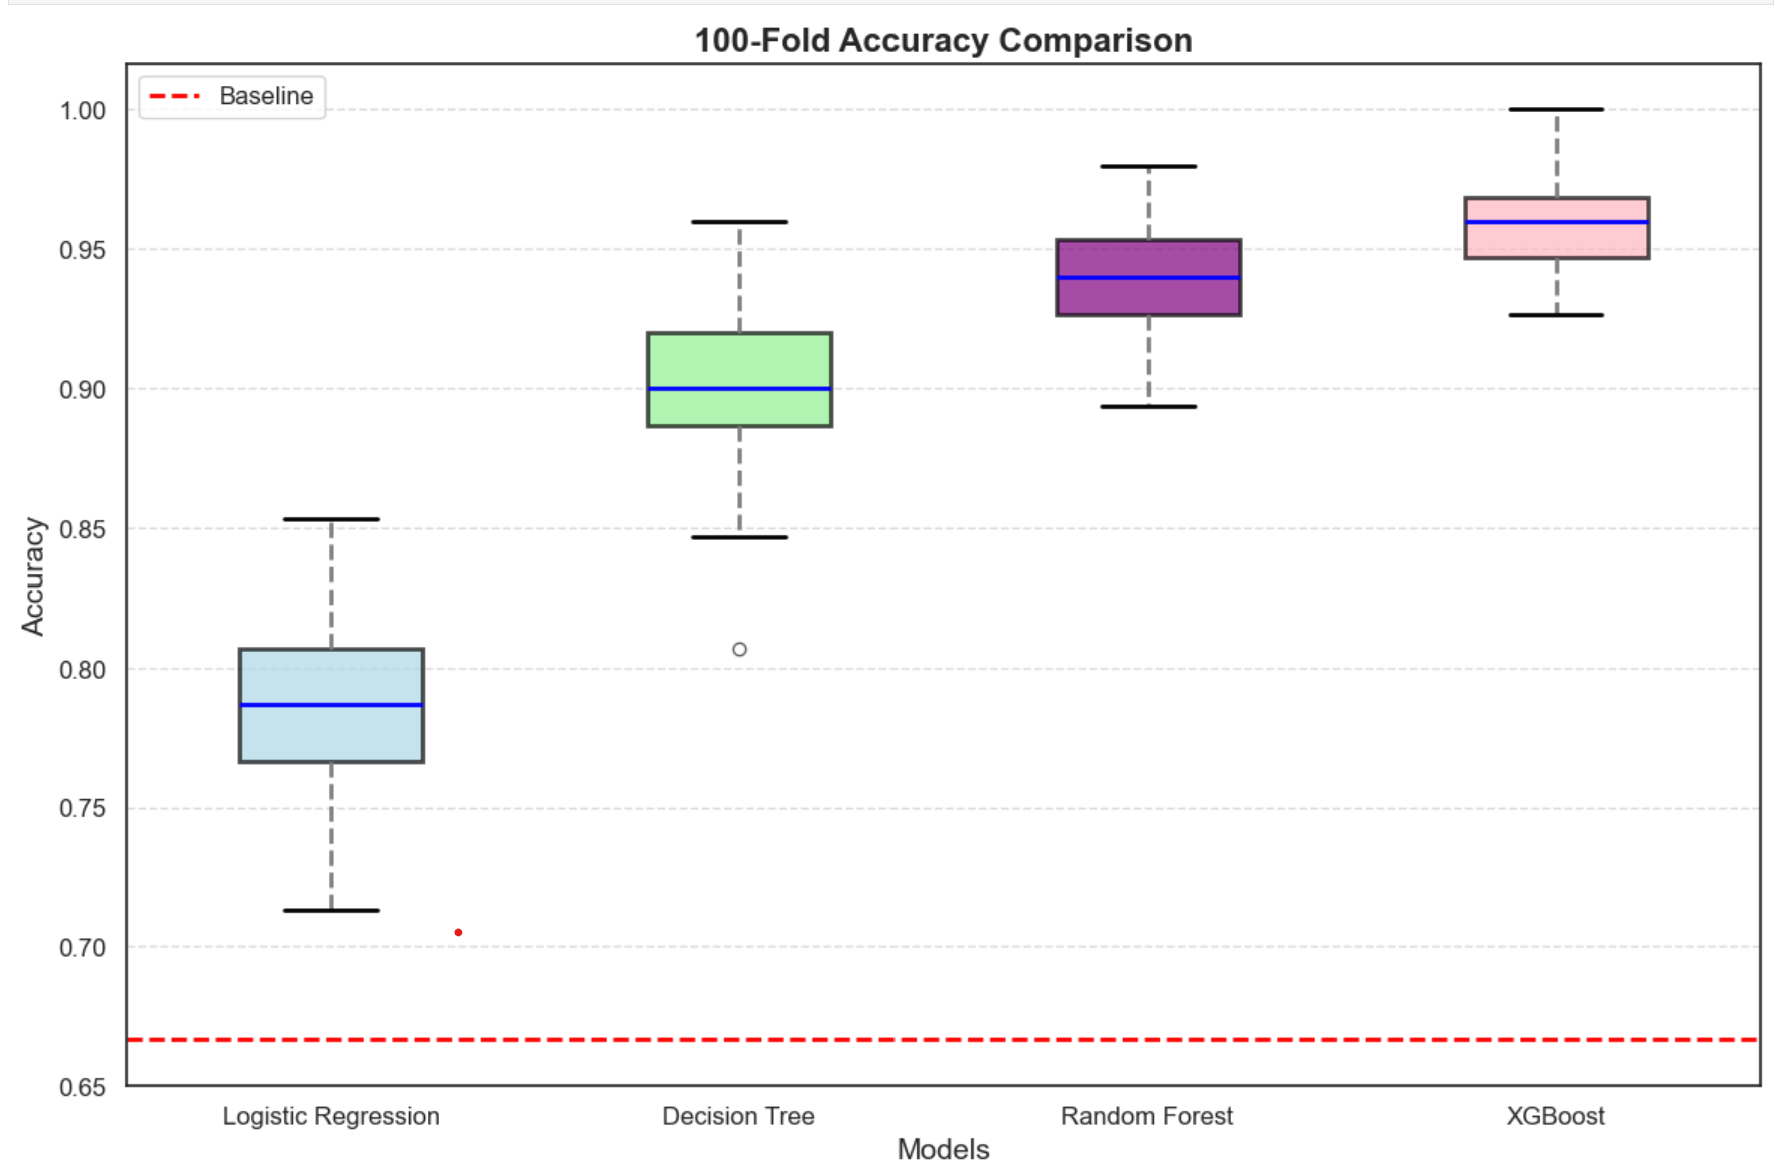 100-Fold Accuracy Comparison
Baseline
1.00
0.95
0.90
0.85
0.80
0.75
0.70
0.65
Accuracy
Logistic Regression
Decision Tree
Random Forest
XGBoost
Models